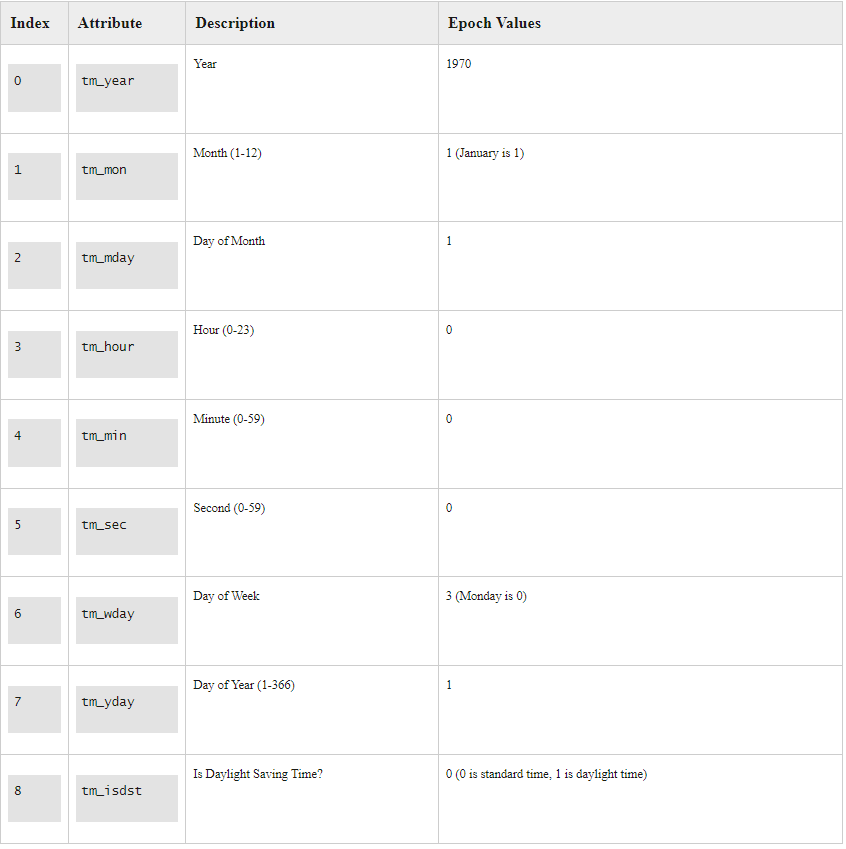 Index Attribute Description Epoch Values
0 tm_year Year 1970
1 tm_mon Month (1-12) 1 (January is 1)
2 tm_mday Day of Month 1
3 tm_hour Hour (0-23) 0
4 tm_min Minute (0-59) 0
5 tm_sec Second (0-59) 0
6 tm_wday Day of Week 3 (Monday is 0)
7 tm_yday Day of Year (1-366) 1
8 tm_isdst Is Daylight Saving Time? 0 (0 is standard time, 1 is daylight time)